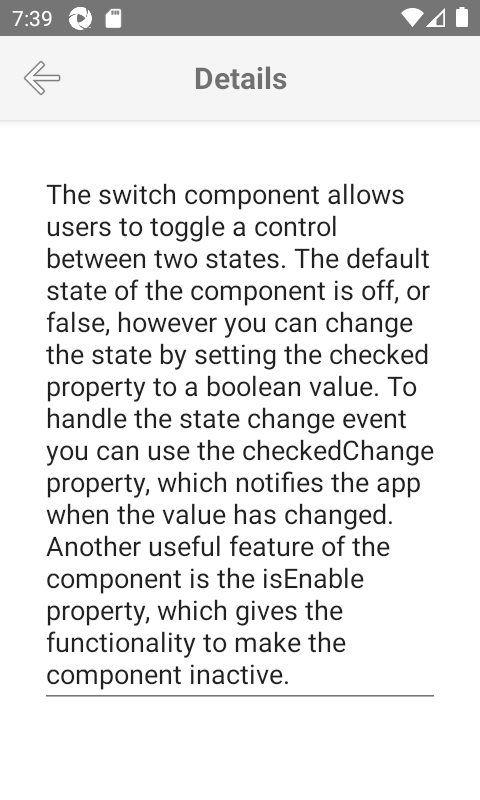 7:39
Details
The switch component allows
users to toggle a control
between two states. The default
state of the component is off, or
false, however you can change
the state by setting the checked
property to a boolean value. To
handle the state change event
you can use the checkedChange
property, which notifies the app
when the value has changed.
Another useful feature of the
component is the isEnable
property, which gives the
functionality to make the
component inactive.